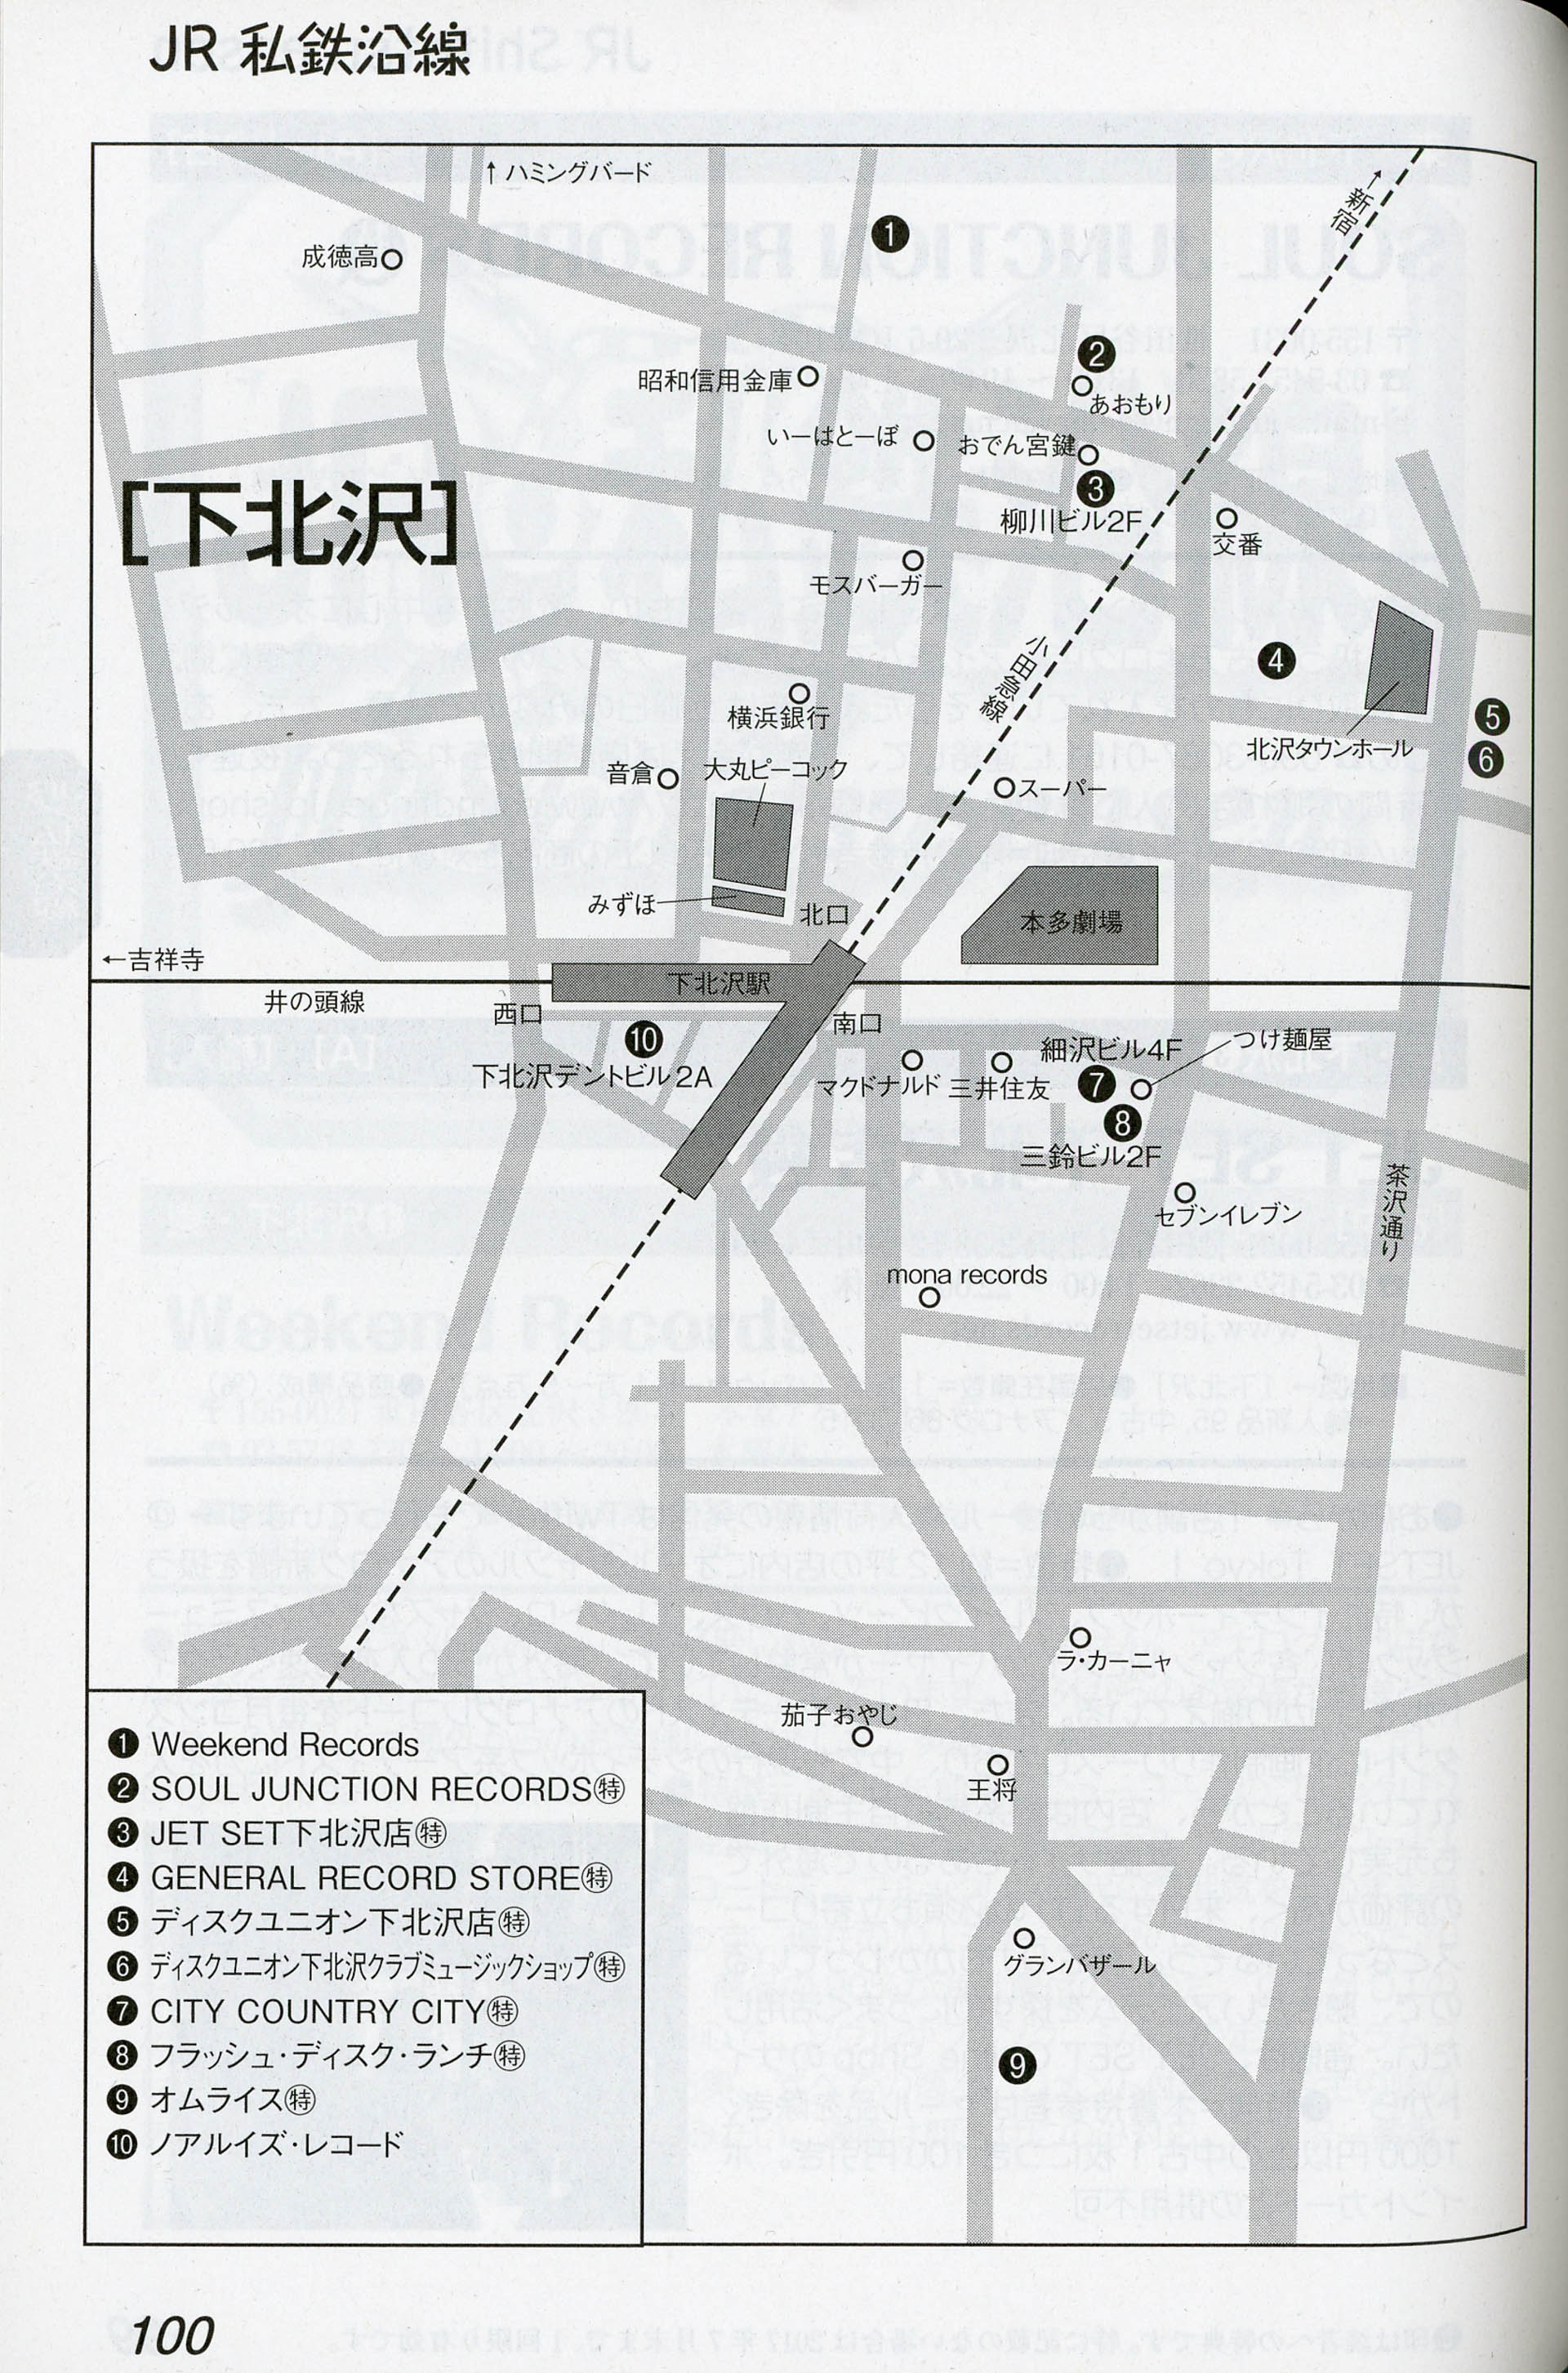 JR 私鉄沿線
↑ハミングバード
←新宿
❶
成徳高
❷
昭和信用金庫
あおもり
いーはとーぼ
おでん宮鍵
❸
[下北沢]
柳川ビル2F
交番
モスバーガー
小田急線
❹
横浜銀行
❺
北沢タウンホール
❻
音倉
大丸ピーコック
スーパー
みずほ
北口
本多劇場
←吉祥寺
下北沢駅
井の頭線
西口
南口
❿
細沢ビル4F
つけ麺屋
下北沢デントビル2A
マクドナルド
三井住友
❼
❽
三鈴ビル2F
茶沢通り
セブンイレブン
mona records
ラ・カーニャ
茄子おやじ
王将
グランバザール
❾
❶ Weekend Records
❷ SOUL JUNCTION RECORDS㊕
❸ JET SET下北沢店㊕
❹ GENERAL RECORD STORE㊕
❺ ディスクユニオン下北沢店㊕
❻ ディスクユニオン下北沢クラブミュージックショップ㊕
❼ CITY COUNTRY CITY㊕
❽ フラッシュ・ディスク・ランチ㊕
❾ オムライス㊕
❿ ノアルイズ・レコード
100